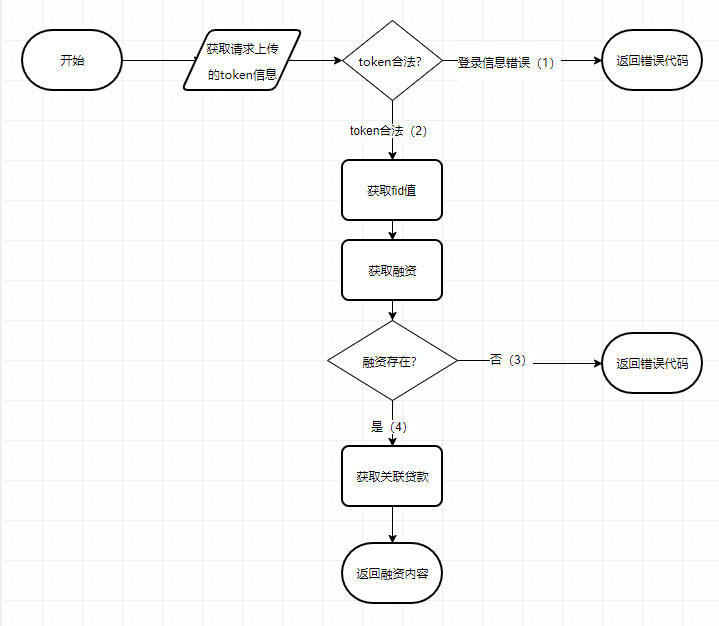 开始
获取请求上传
的token信息
token合法?
登录信息错误（1）
返回错误代码
token合法（2）
获取fid值
获取融资
融资存在?
否（3）
返回错误代码
是（4）
获取关联贷款
返回融资内容